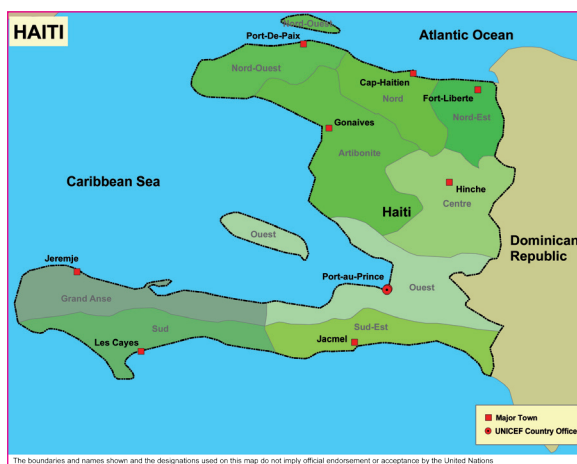 HAITI
Nord-Ouest
Port-De-Paix
Atlantic Ocean
Nord-Ouest
Cap-Haitien
Nord
Fort-Liberte
Nord-Est
Gonaives
Artibonite
Caribbean Sea
Hinche
Centre
Haiti
Ouest
Dominican
Republic
Jeremje
Port-au-Prince
Ouest
Grand Anse
Sud
Sud-Est
Les Cayes
Jacmel
Major Town
UNICEF Country Office
The boundaries and names shown and the designations used on this map do not imply official endorsement or acceptance by the United Nations